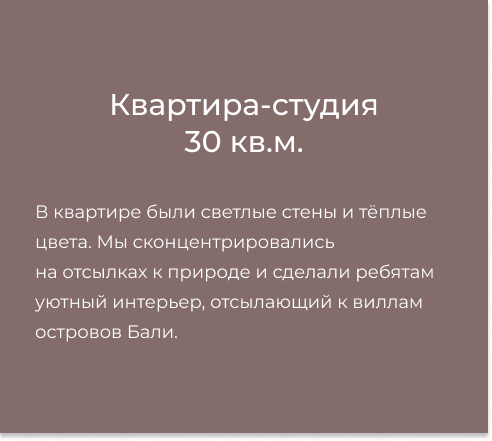 Квартира-студия
30 кв.м.
В квартире были светлые стены и тёплые
цвета. Мы сконцентрировались
на отсылках к природе и сделали ребятам
уютный интерьер, отсылающий к виллам
островов Бали.